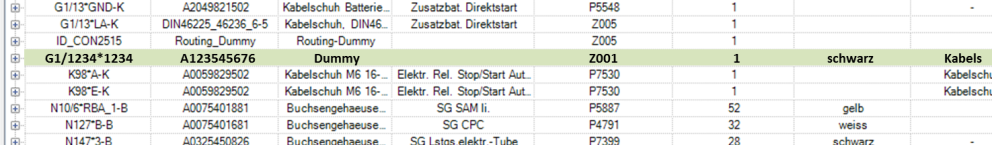 G1/13*GND-K A2049821502 Kabelschuh Batterie... Zusatzbat. Direktstart P5548 1 -
G1/13*LA-K DIN46225_46236_6-5 Kabelschuh, DIN46... Zusatzbat. Direktstart Z005 1
ID_CON2515 Routing_Dummy Routing-Dummy Z005 1
G1/1234*1234 A123545676 Dummy Z001 1 schwarz Kabels
K98*A-K A0059829502 Kabelschuh M6 16-... Elektr. Rel. Stop/Start Aut... P7530 1 Kabelschu
K98*E-K A0059829502 Kabelschuh M6 16-... Elektr. Rel. Stop/Start Aut... P7530 1 Kabelschu
N10/6*RBA_1-B A0075401881 Buchsengehaeuse... SG SAM li. P5887 52 gelb
N127*B-B A0075401681 Buchsengehaeuse... SG CPC P4791 32 weiss
N147*3-B A0325450826 Buchsengehaeuse... SG Lstgs.elektr.-Tube P7399 28 schwarz -